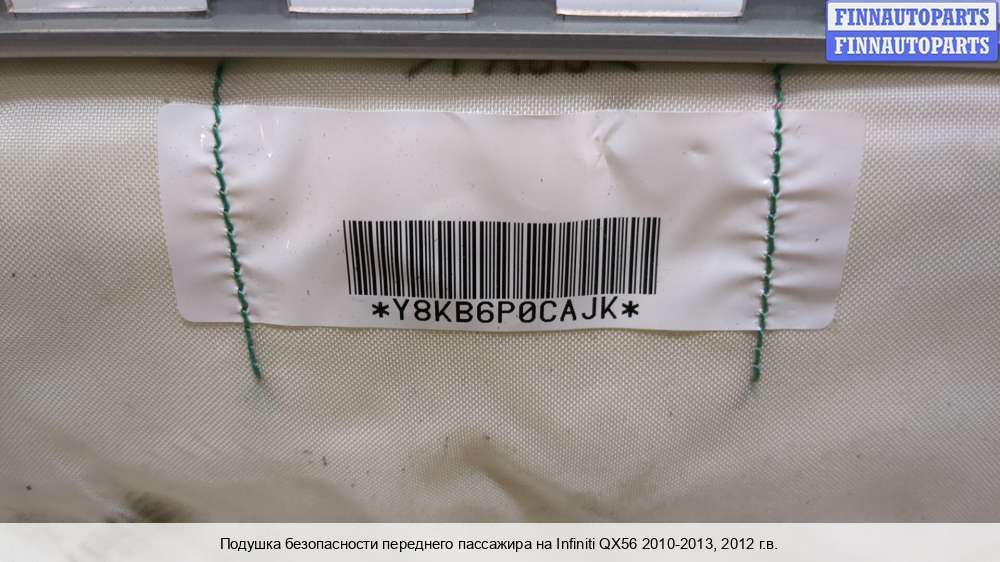 FINNAUTOPARTS
FINNAUTOPARTS
*Y8KB6P0CAJK*
Подушка безопасности переднего пассажира на Infiniti QX56 2010-2013, 2012 г.в.